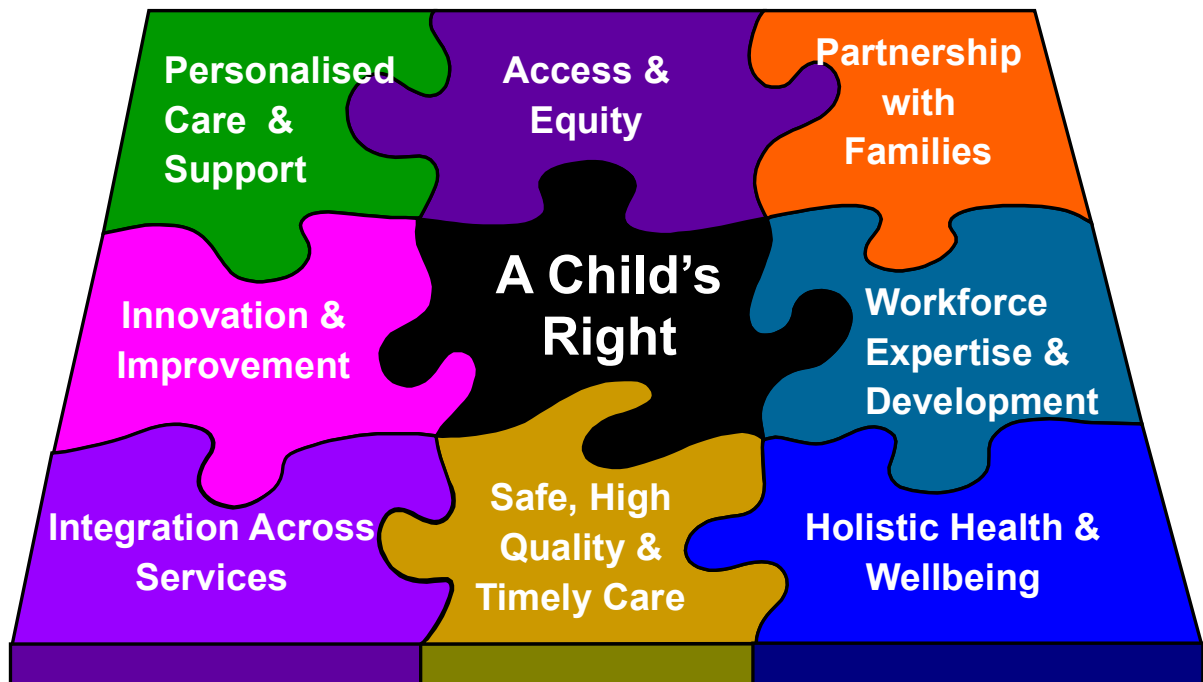 Personalised
Care & 
Support
Access &
Equity
Partnership
with
Families
Innovation &
Improvement
A Child’s
Right
Workforce
Expertise &
Development
Integration Across
Services
Safe, High
Quality &
Timely Care
Holistic Health &
Wellbeing